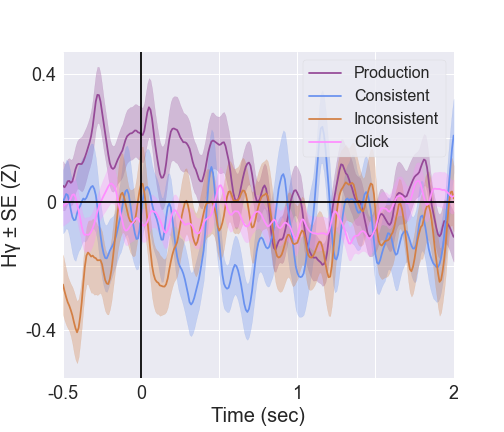 Production
Consistent
Inconsistent
Click
0.4
0
-0.4
Hγ ± SE (Z)
-0.5
0
1
2
Time (sec)